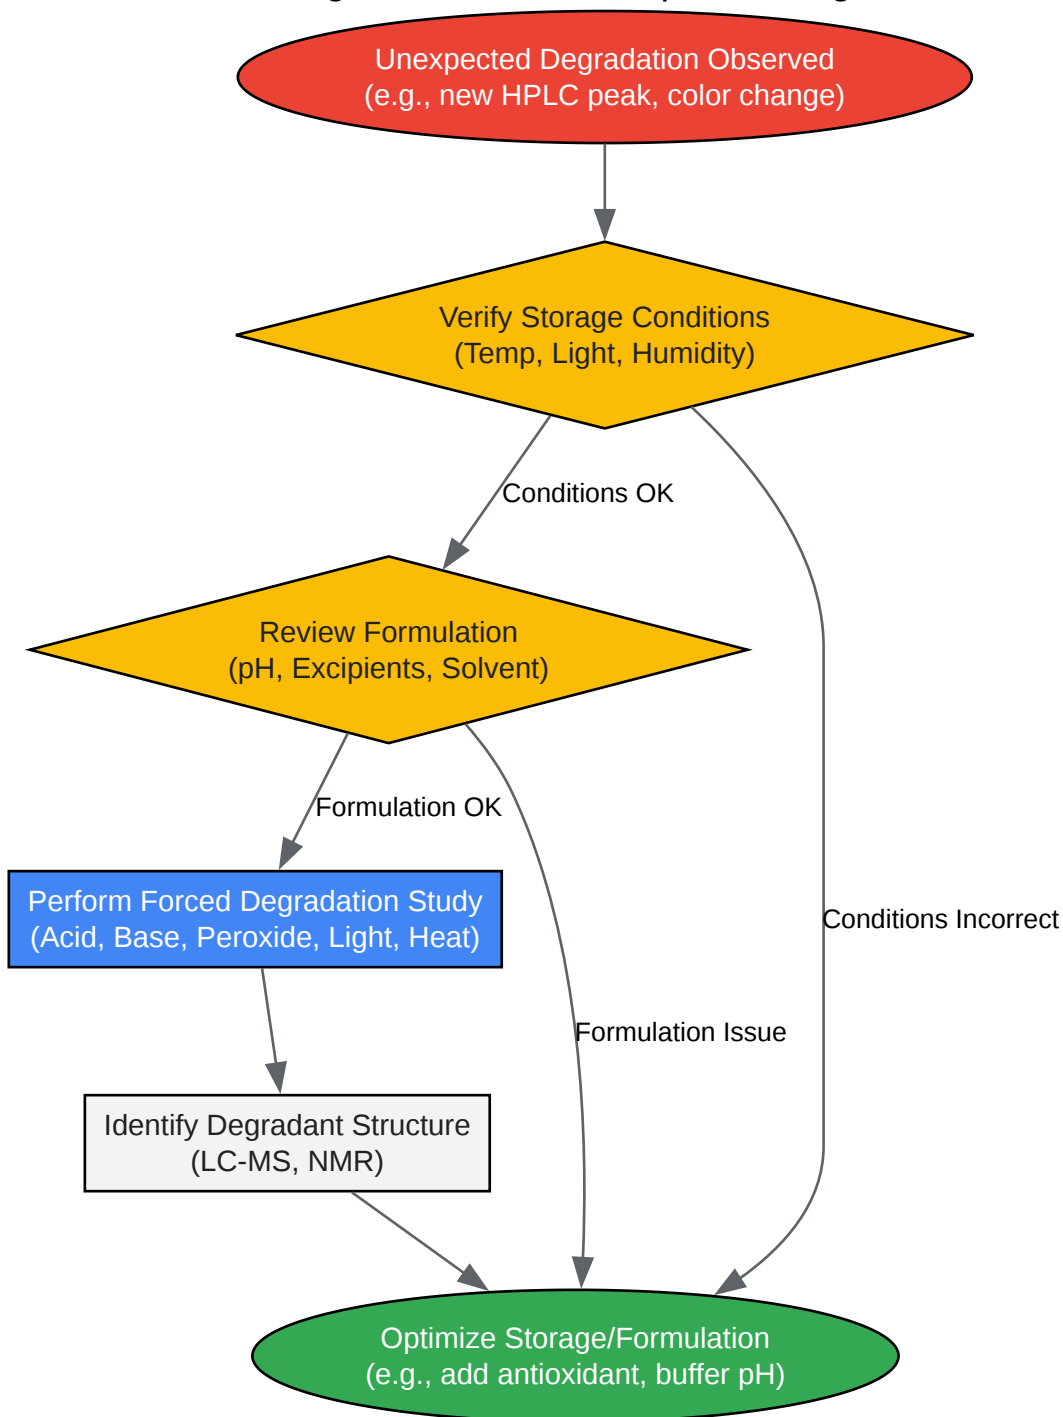 Unexpected Degradation Observed
(e.g., new HPLC peak, color change)
Verify Storage Conditions
(Temp, Light, Humidity)
Conditions OK
Review Formulation
(pH, Excipients, Solvent)
Formulation OK
Perform Forced Degradation Study
(Acid, Base, Peroxide, Light, Heat)
Conditions Incorrect
Formulation Issue
Identify Degradant Structure
(LC-MS, NMR)
Optimize Storage/Formulation
(e.g., add antioxidant, buffer pH)